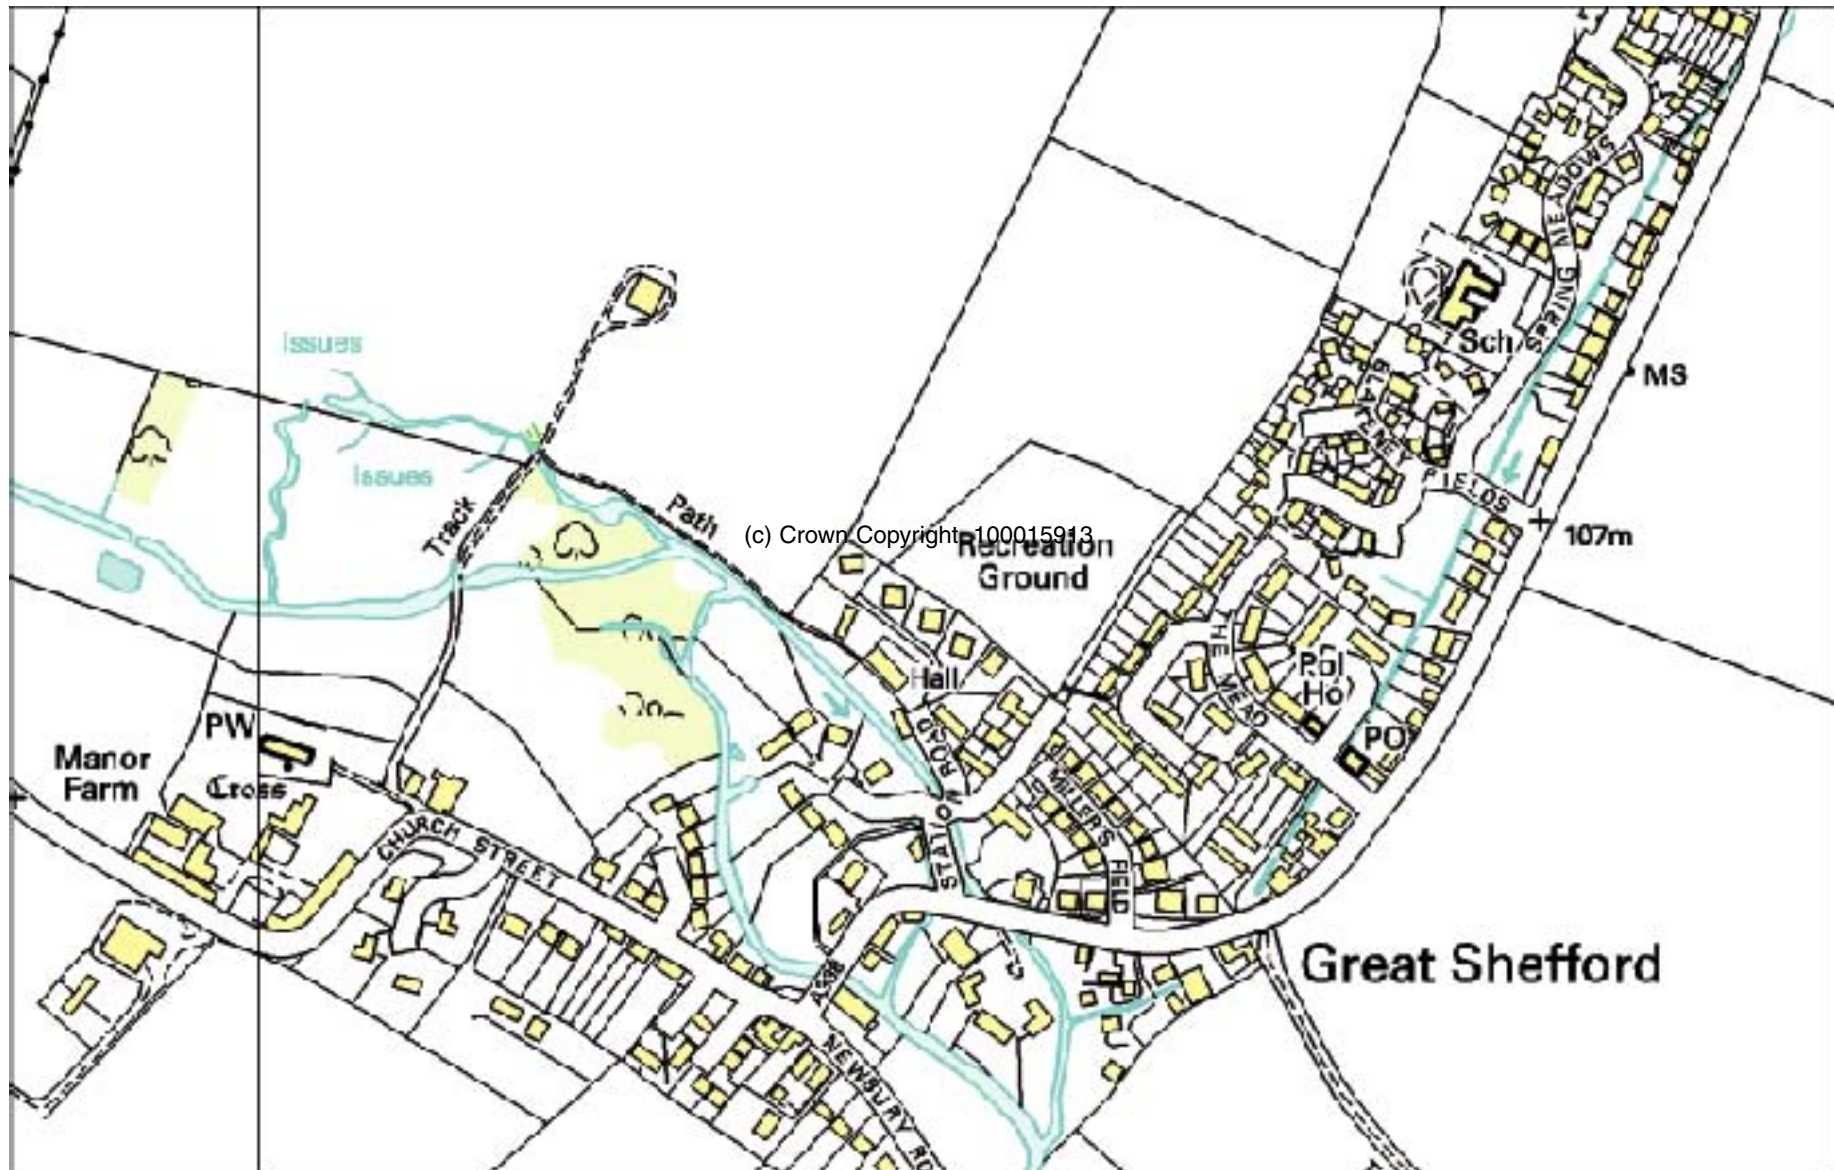 SPRING MEADOWS
Issues
Sch
MS
BLAKENEY FIELDS
Issues
Track
Path
(c) Crown Copyright 100015913
Recreation
Ground
107m
THE MEAD
Pol
Ho
Hall
PW
PO
Manor
Farm
Cross
STATION ROAD
MILLERS FIELD
CHURCH STREET
Great Shefford
A338
NEWBURY RO